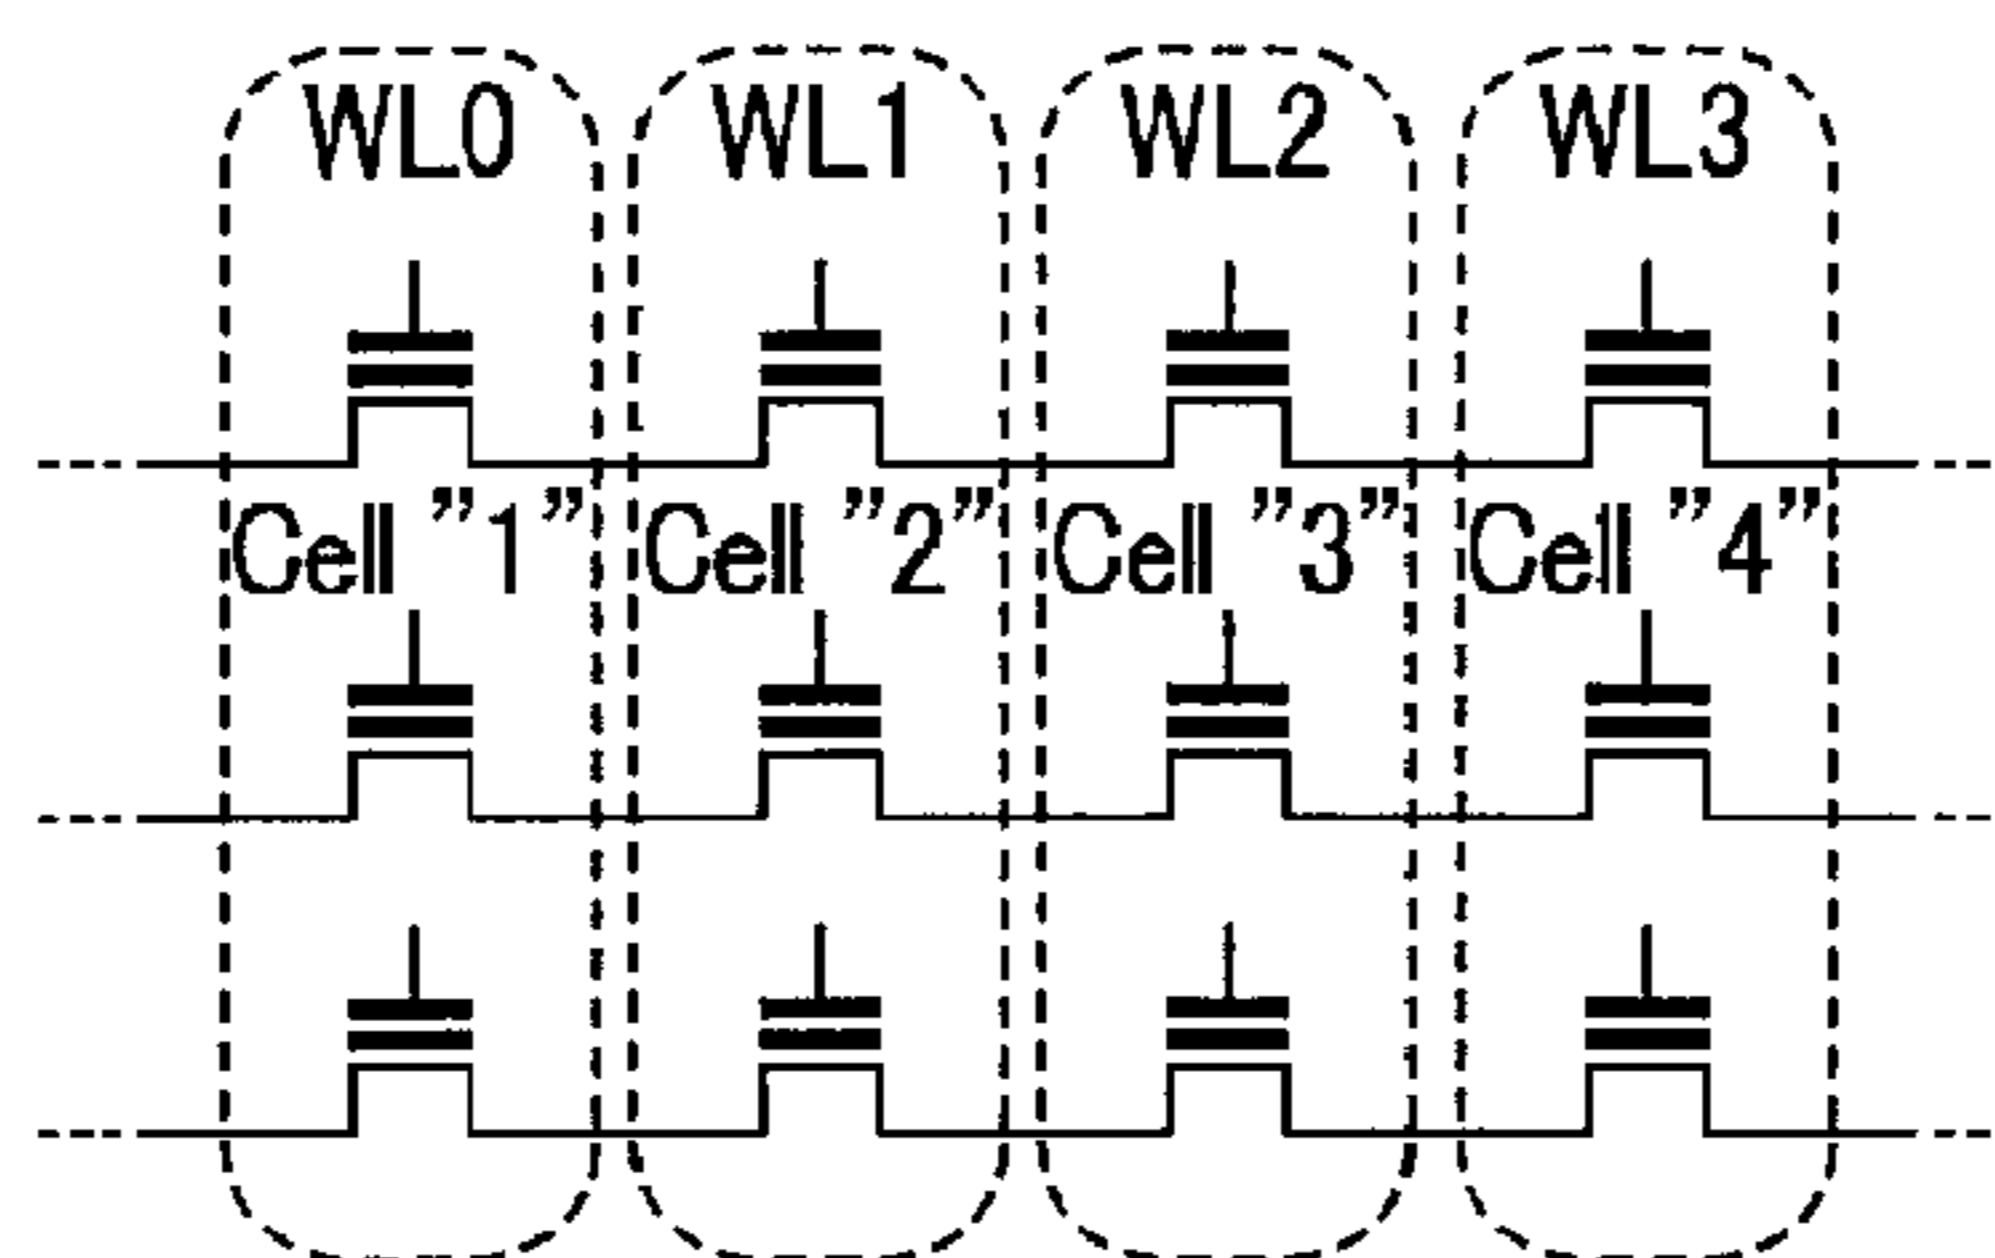 WL0 WL1 WL2 WL3
Cell ”1” Cell ”2” Cell ”3” Cell ”4”